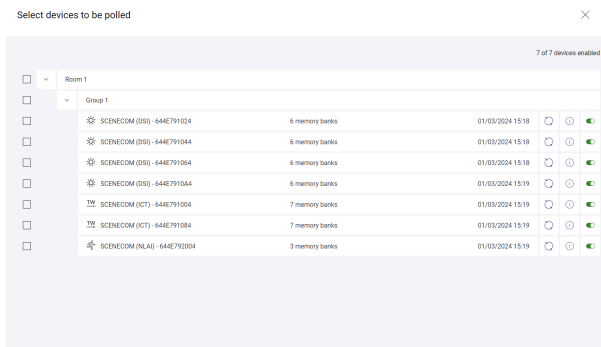 Select devices to be polled
7 of 7 devices enabled
Room 1
Group 1
SCENECOM (DSI) - 644E791024 6 memory banks 01/03/2024 15:18
SCENECOM (DSI) - 644E791044 6 memory banks 01/03/2024 15:18
SCENECOM (DSI) - 644E791064 6 memory banks 01/03/2024 15:18
SCENECOM (DSI) - 644E7910A4 6 memory banks 01/03/2024 15:19
TW SCENECOM (ICT) - 644E791004 7 memory banks 01/03/2024 15:19
TW SCENECOM (ICT) - 644E791084 7 memory banks 01/03/2024 15:19
SCENECOM (NLAI) - 644E792004 3 memory banks 01/03/2024 15:19